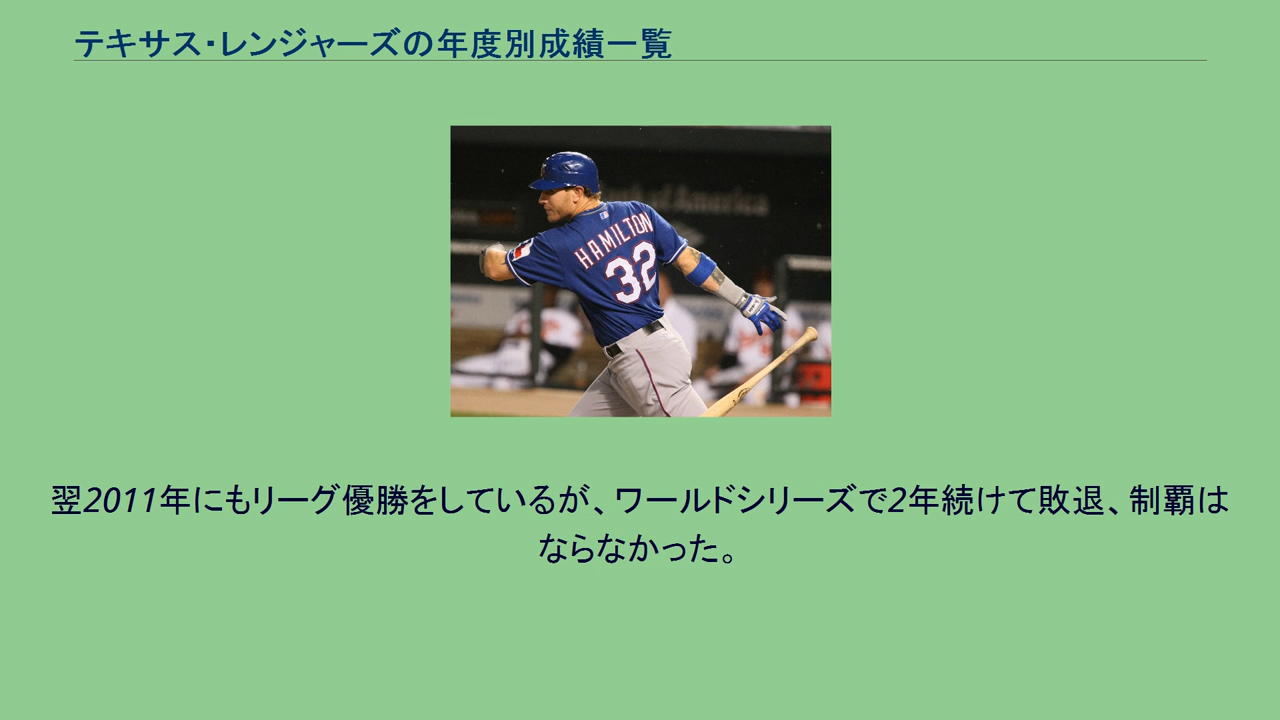 テキサス・レンジャーズの年度別成績一覧
Bank of America
HAMILTON
32
翌2011年にもリーグ優勝をしているが、ワールドシリーズで2年続けて敗退、制覇は
ならなかった。